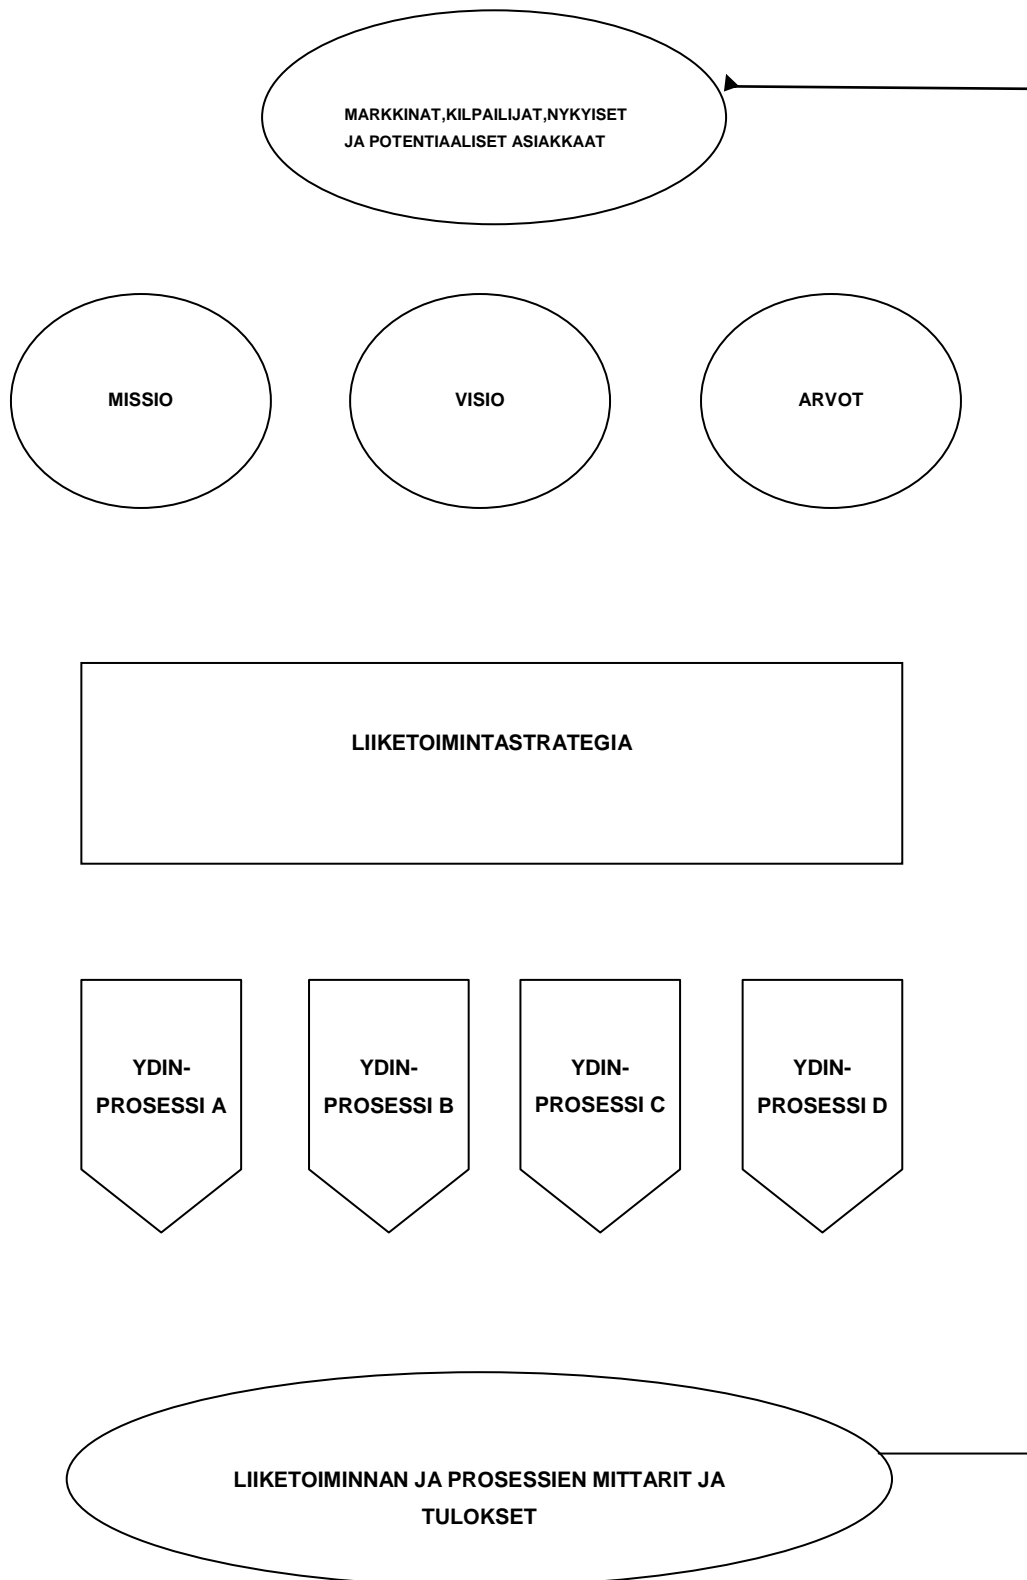 MARKKINAT,KILPAILIJAT,NYKYISET
JA POTENTIAALISET ASIAKKAAT
MISSIO
VISIO
ARVOT
LIIKETOIMINTASTRATEGIA
YDIN-
PROSESSI A
YDIN-
PROSESSI B
YDIN-
PROSESSI C
YDIN-
PROSESSI D
LIIKETOIMINNAN JA PROSESSIEN MITTARIT JA
TULOKSET